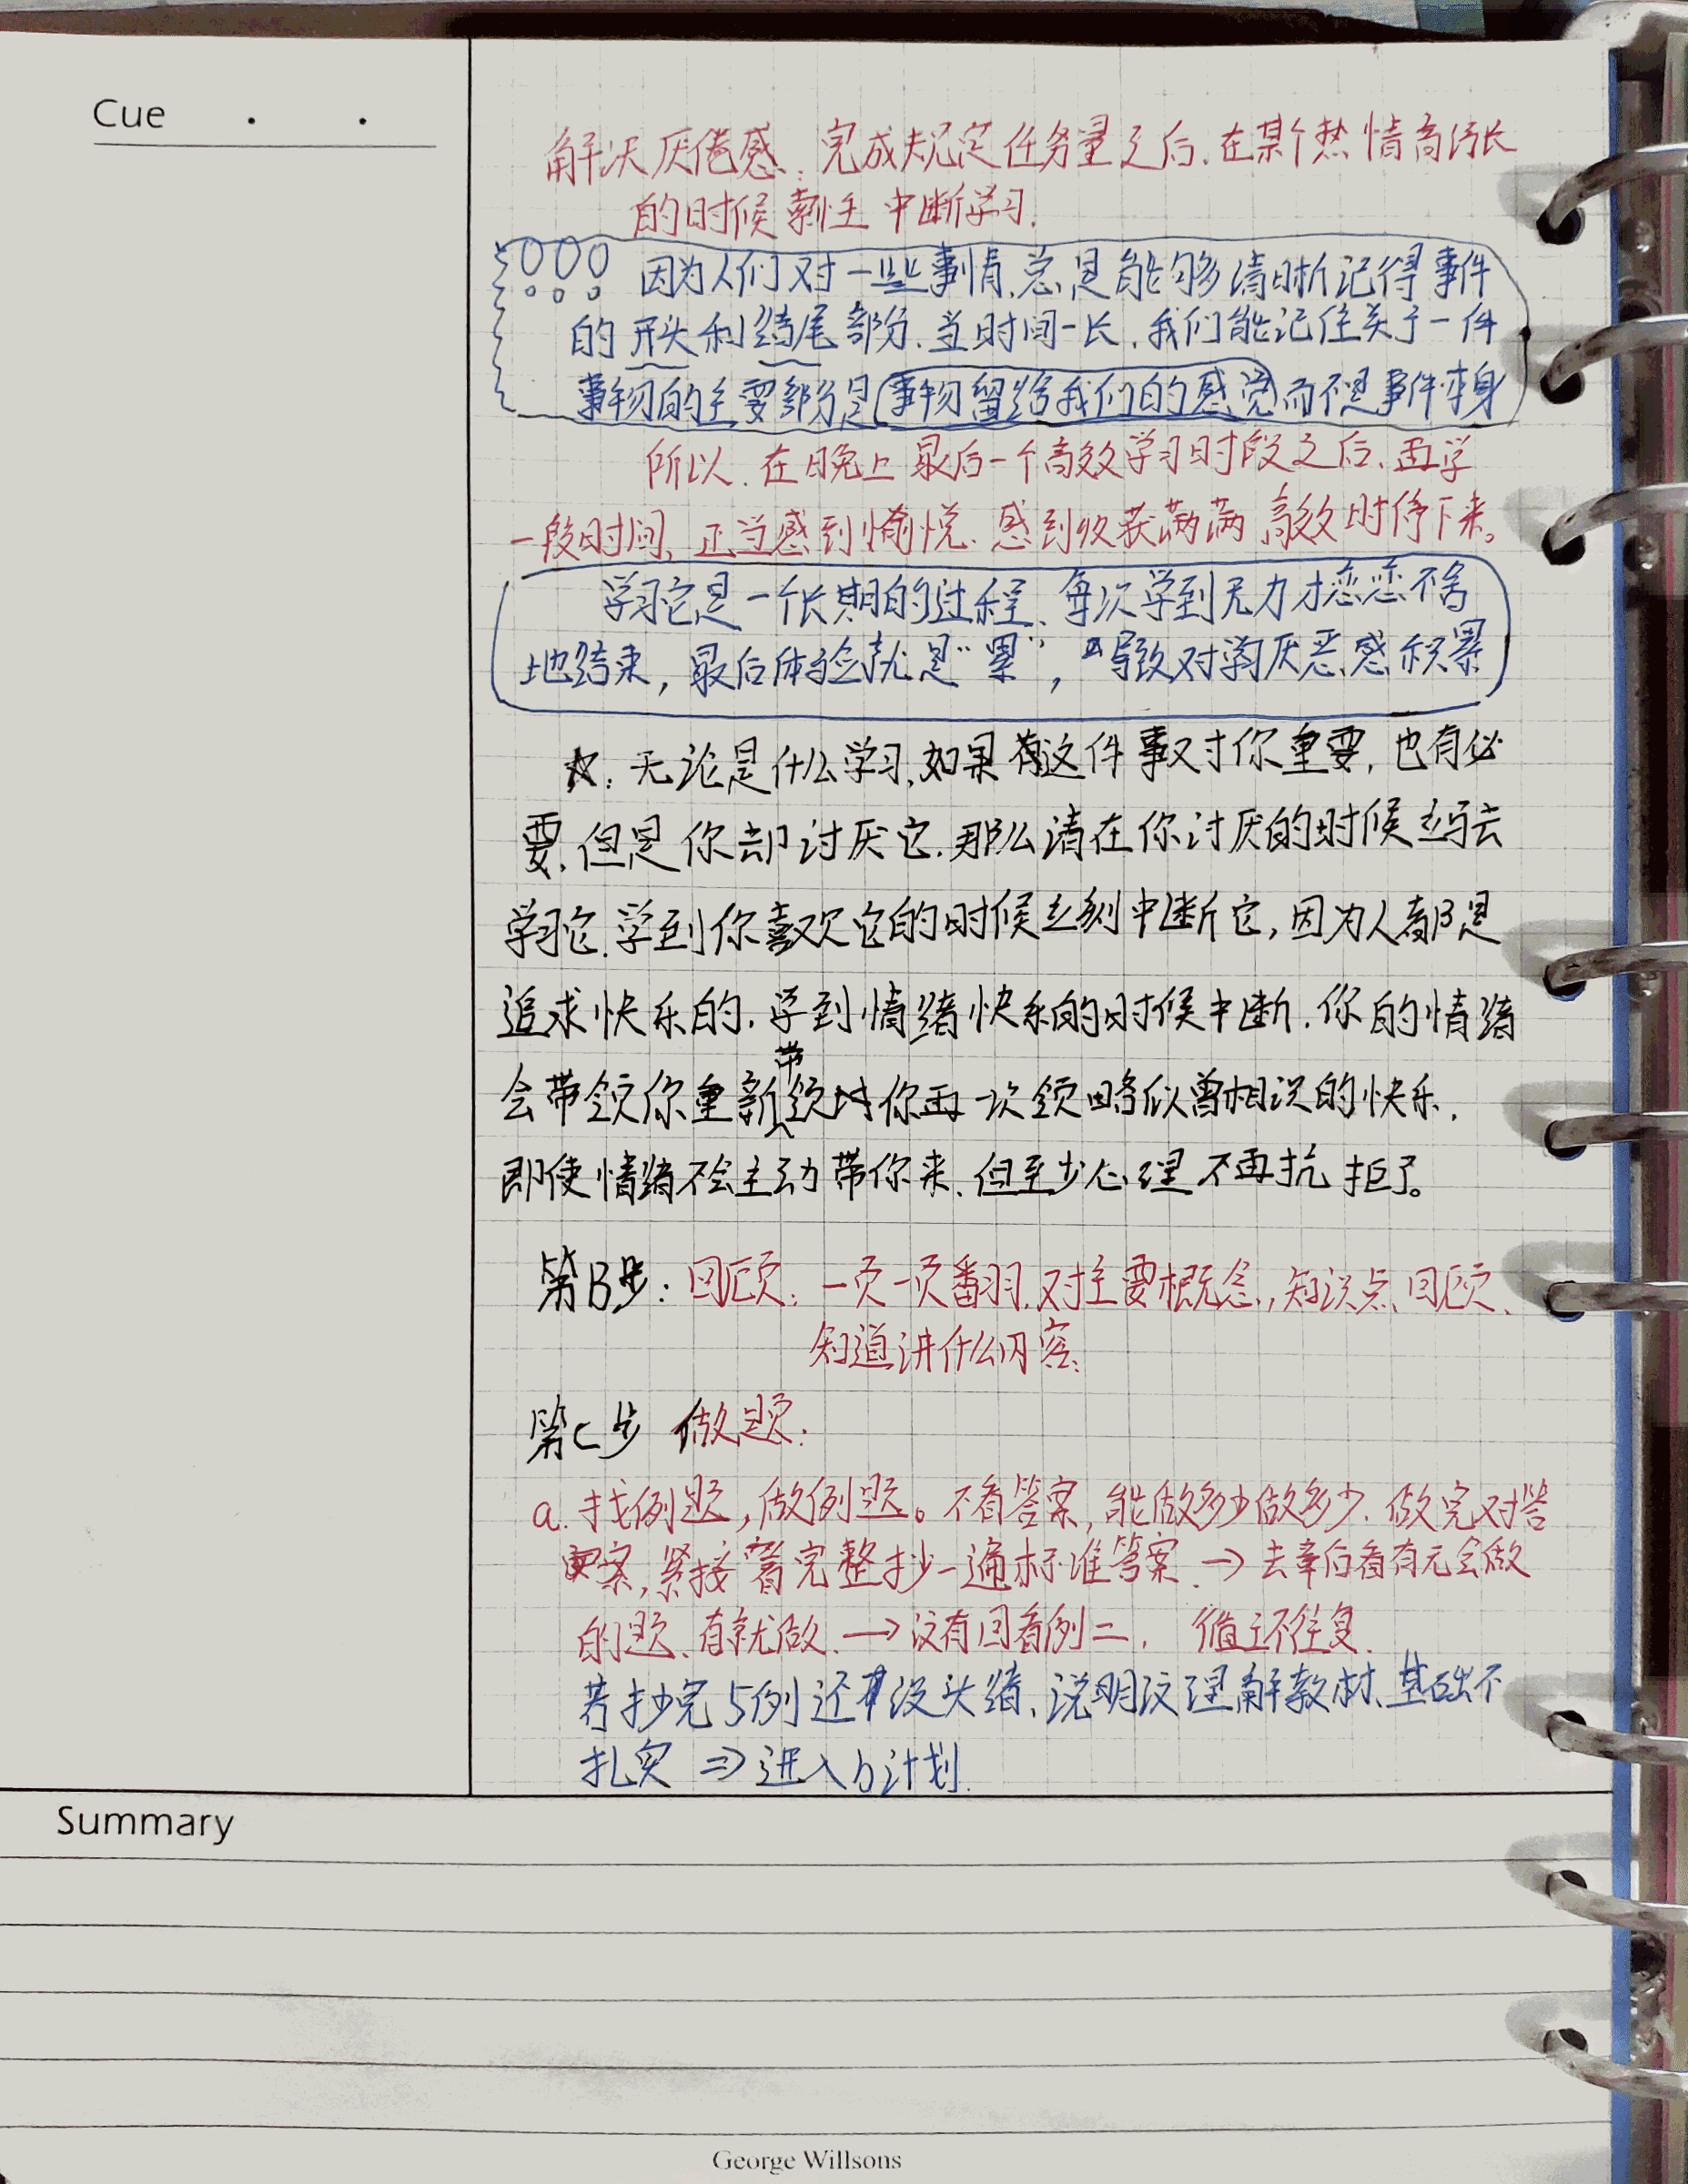 Cue
解决厌倦感：完成规定任务量之后、在某个热情高涨
的时候索性中断学习.
因为人们对一些事情,总是能够清晰记得事件
的开头和结尾部分.当时间一长,我们能记住关于一件
事物的主要部分是事物留给我们的感觉而不是事件本身
所以、在晚上最后一个高效学习时段之后、再学
一段时间、正当感到愉悦、感到收获满满高效时停下来。
学习它是一个长期的过程、每次学到无力才恋恋不舍
地结束，最后体验就是“累”，导致对学习厌恶感积累
☆：无论是什么学习,如果有这件事对你重要，也有必
要,但是你却讨厌它.那么请在你讨厌的时候立马去
学习它.学到你喜欢它的时候立刻中断它,因为人都是
追求快乐的.学到情绪快乐的时候中断.你的情绪
会带领你重新带领你再一次领略似曾相识的快乐.
即使情绪不会主动带你来、但至少心理不再抗拒了。
第B步：回顾：一页一页翻,对主要概念,知识点、回顾、
知道讲什么内容、
第C步 做题：
a.找例题，做例题。不看答案,能做多少做多少.做完对答
案,紧接着完整抄一遍标准答案.→去章后看有无会做
的题、有就做.→没有回看例二. 循环往复.
若抄完5例还没头绪、说明没理解教材、基础不
扎实⇒进入b计划.
Summary
George Willsons